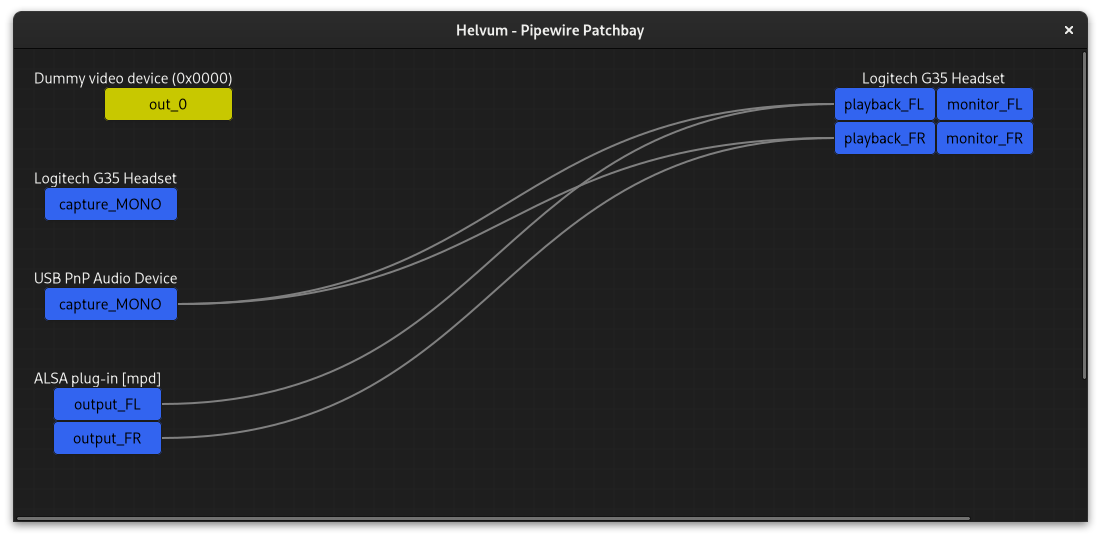 Helvum - Pipewire Patchbay
Dummy video device (0x0000)
out_0
Logitech G35 Headset
capture_MONO
USB PnP Audio Device
capture_MONO
ALSA plug-in [mpd]
output_FL
output_FR
Logitech G35 Headset
playback_FL monitor_FL
playback_FR monitor_FR